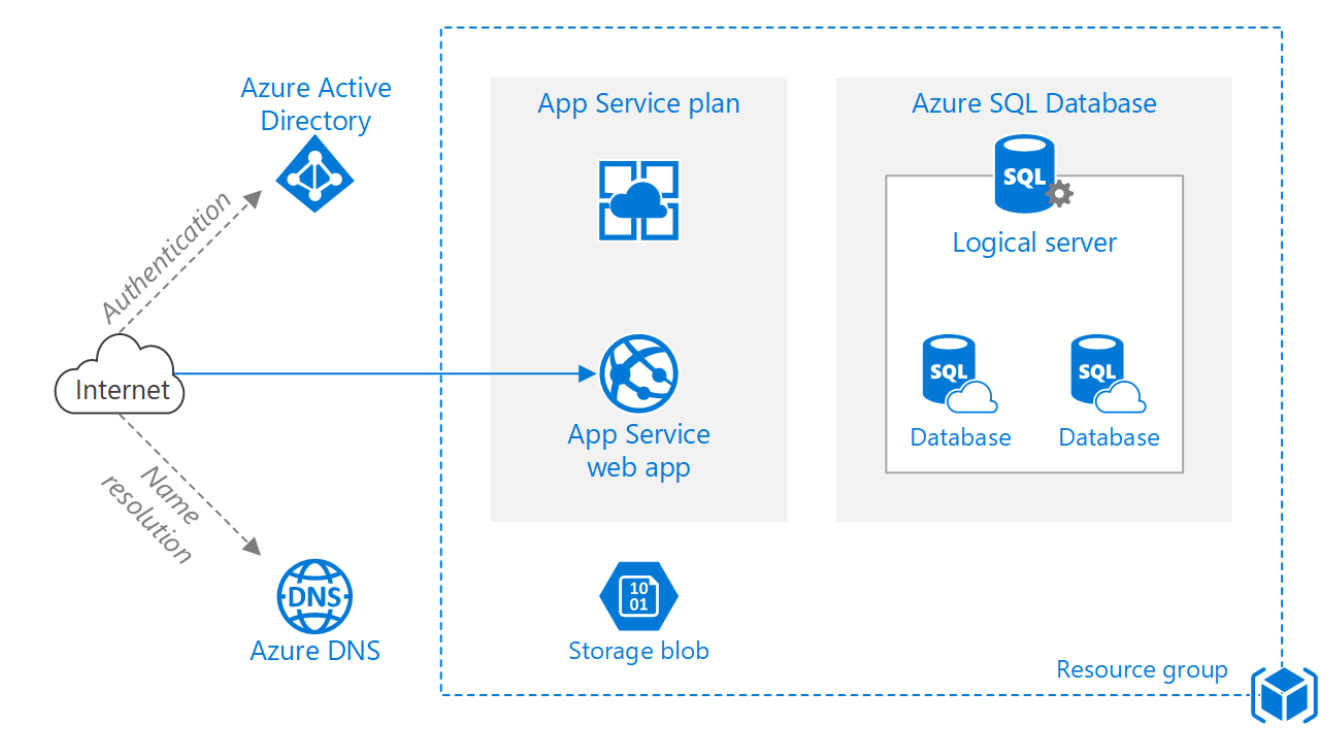 Azure Active
Directory
Authentication
Internet
Name
resolution
DNS
Azure DNS
App Service plan
App Service
web app
10
01
Storage blob
Azure SQL Database
SQL
Logical server
SQL
Database
SQL
Database
Resource group